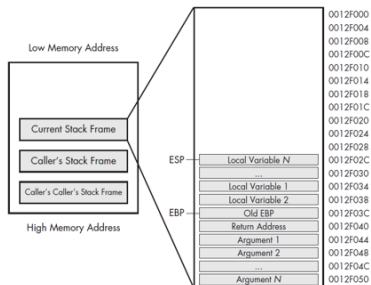 Low Memory Address
Current Stack Frame
Caller's Stack Frame
Caller's Caller's Stack Frame
High Memory Address
ESP
EBP
Local Variable N
...
Local Variable 1
Local Variable 2
Old EBP
Return Address
Argument 1
Argument 2
...
Argument N
0012F000
0012F004
0012F008
0012F00C
0012F010
0012F014
0012F018
0012F01C
0012F020
0012F024
0012F028
0012F02C
0012F030
0012F034
0012F038
0012F03C
0012F040
0012F044
0012F048
0012F04C
0012F050